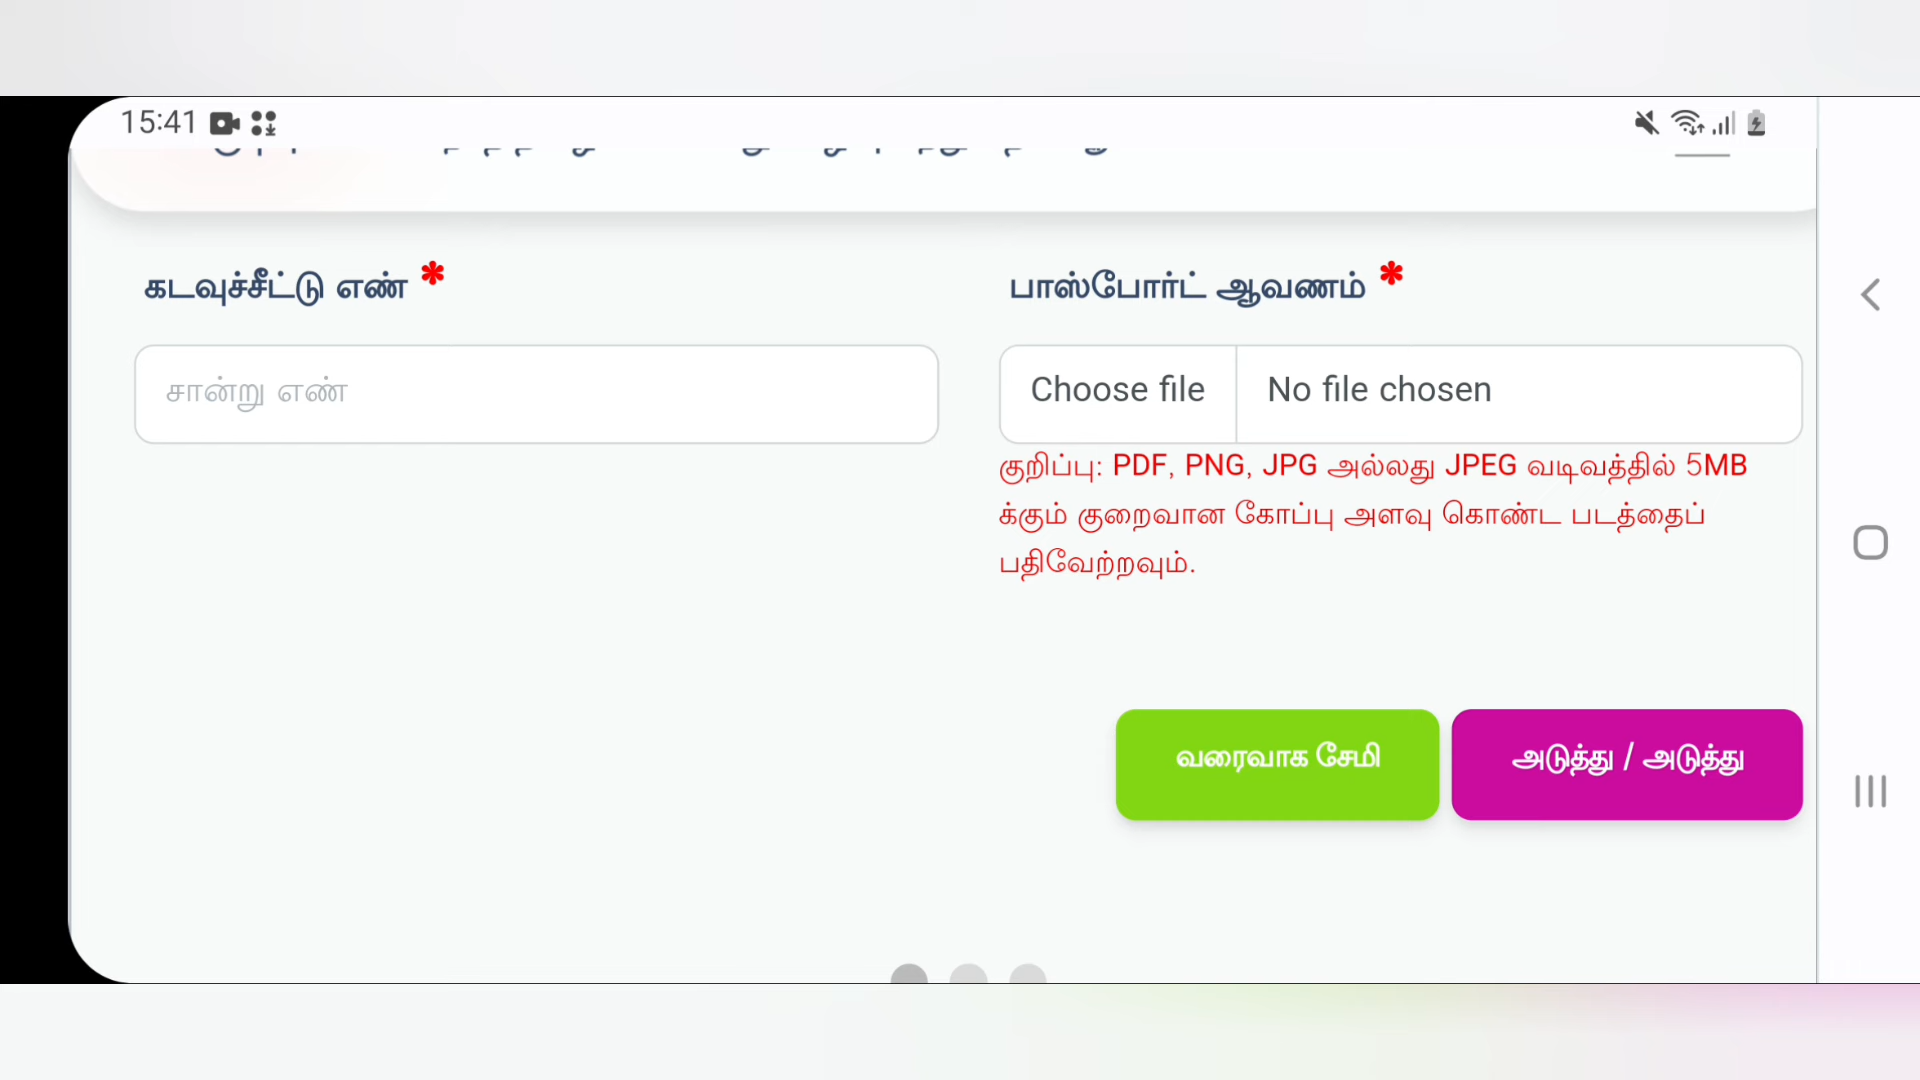 15:41
கடவுச்சீட்டு எண் *
பாஸ்போர்ட் ஆவணம் *
சான்று எண்
Choose file
No file chosen
குறிப்பு: PDF, PNG, JPG அல்லது JPEG வடிவத்தில் 5MB
க்கும் குறைவான கோப்பு அளவு கொண்ட படத்தைப்
பதிவேற்றவும்.
வரைவாக சேமி
அடுத்து / அடுத்து